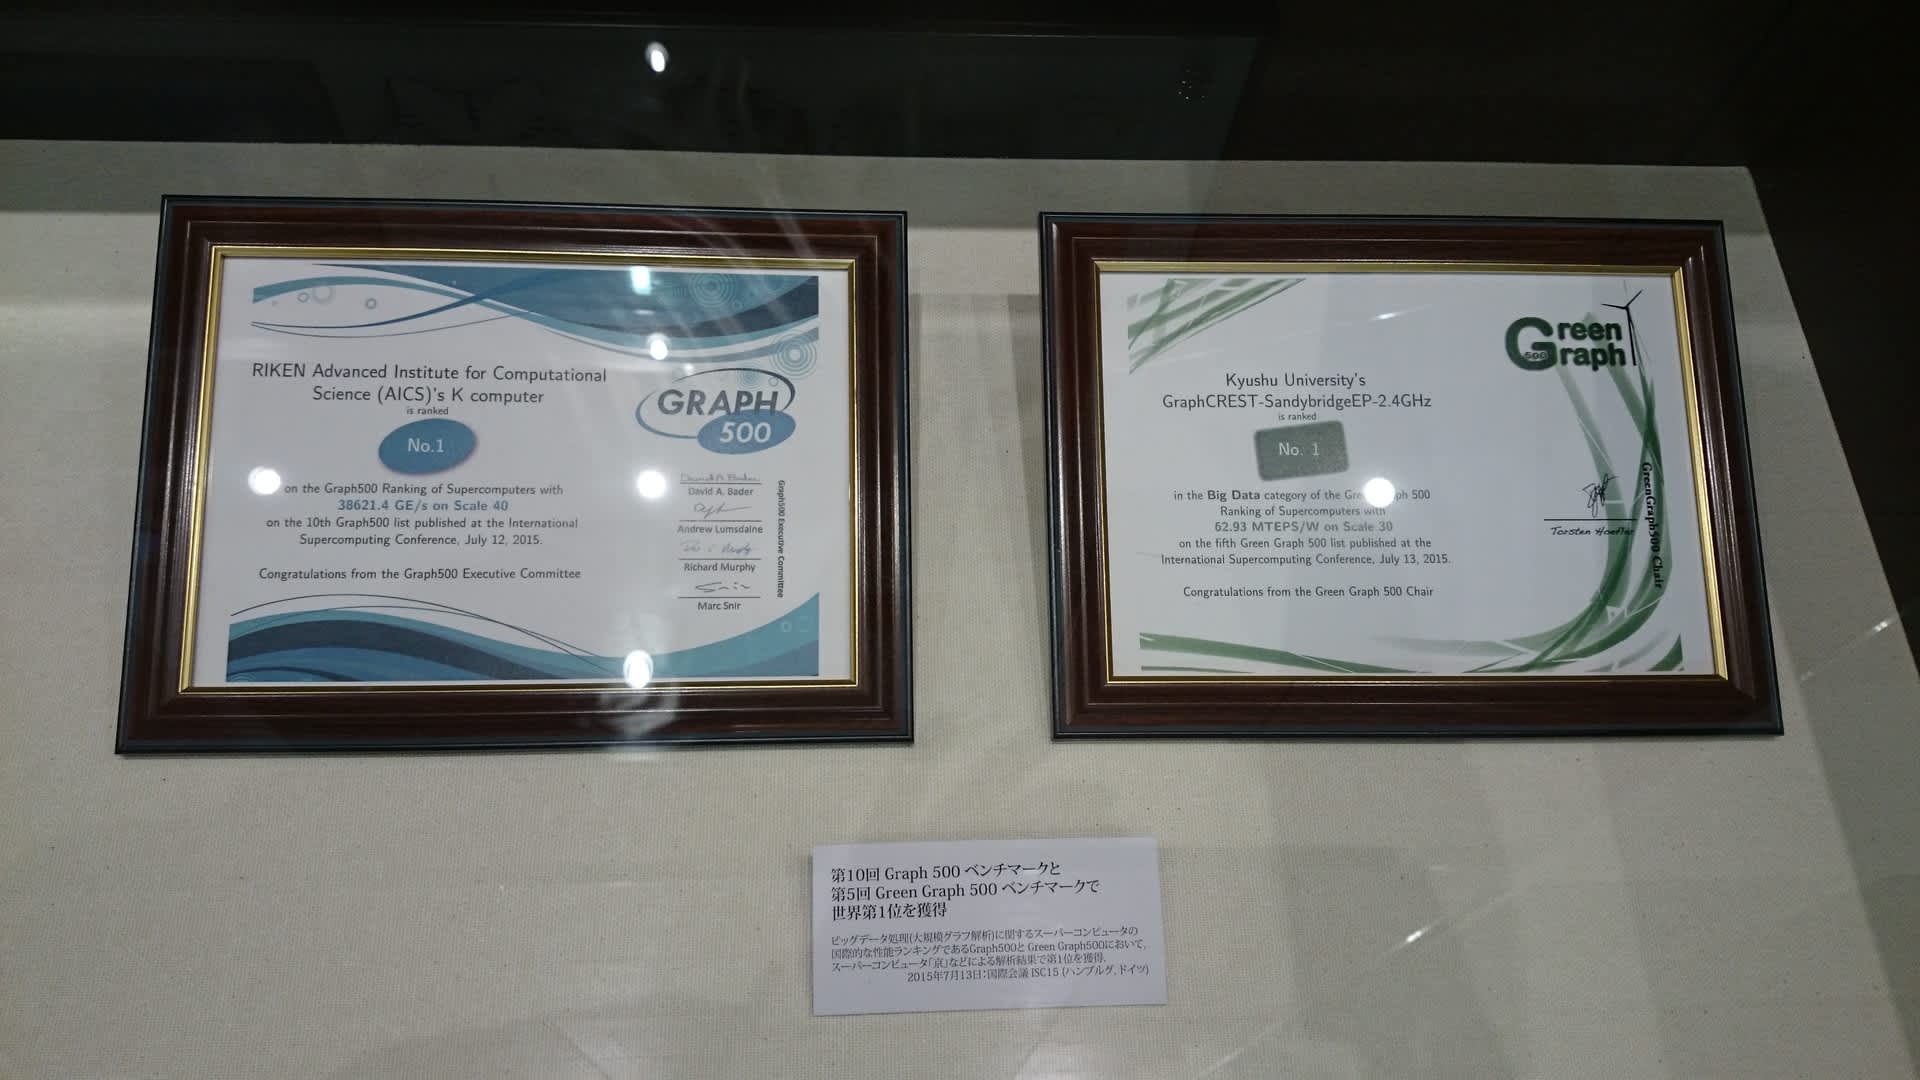 RIKEN Advanced Institute for Computational
Science (AICS)'s K computer
is ranked
No.1
on the Graph500 Ranking of Supercomputers with
38621.4 GE/s on Scale 40
on the 10th Graph500 list published at the International
Supercomputing Conference, July 12, 2015.
Congratulations from the Graph500 Executive Committee
GRAPH
500
David A. Bader
Andrew Lumsdaine
Richard Murphy
Marc Snir
Graph500 Executive Committee
Kyushu University's
GraphCREST-SandybridgeEP-2.4GHz
is ranked
No. 1
in the Big Data category of the Green Graph 500
Ranking of Supercomputers with
62.93 MTEPS/W on Scale 30
on the fifth Green Graph 500 list published at the
International Supercomputing Conference, July 13, 2015.
Congratulations from the Green Graph 500 Chair
Green
Graph
500
Torsten Hoefler
GreenGraph500 Chair
第10回 Graph 500 ベンチマークと
第5回 Green Graph 500 ベンチマークで
世界第1位を獲得
ビッグデータ処理(大規模グラフ解析)に関するスーパーコンピュータの
国際的な性能ランキングであるGraph500と Green Graph500において,
スーパーコンピュータ「京」などによる解析結果で第1位を獲得.
2015年7月13日:国際会議 ISC15 (ハンブルグ, ドイツ)